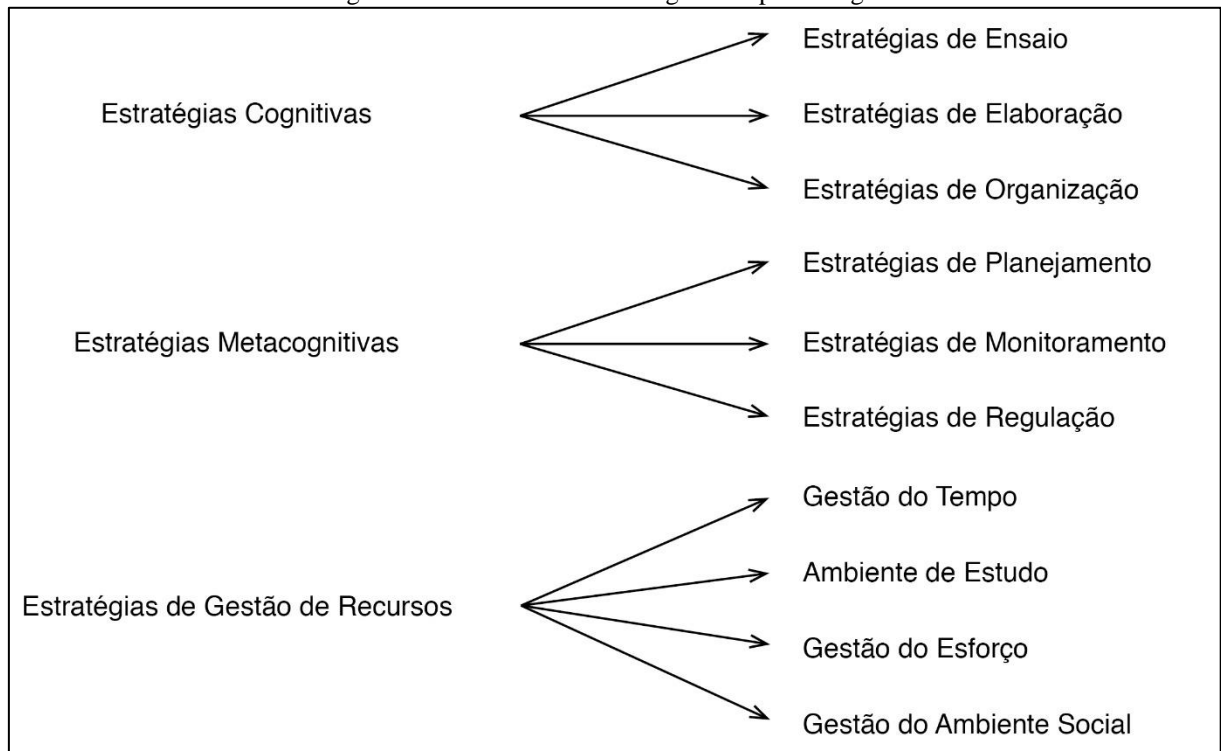 Estratégias de Ensaio
Estratégias Cognitivas
Estratégias de Elaboração
Estratégias de Organização
Estratégias de Planejamento
Estratégias Metacognitivas
Estratégias de Monitoramento
Estratégias de Regulação
Gestão do Tempo
Ambiente de Estudo
Estratégias de Gestão de Recursos
Gestão do Esforço
Gestão do Ambiente Social